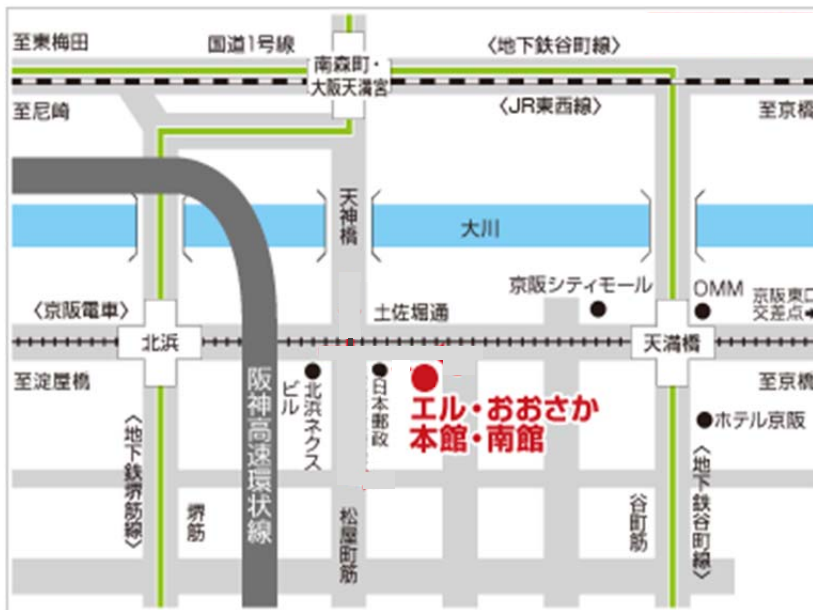 至東梅田
国道1号線
〈地下鉄谷町線〉
南森町・
大阪天満宮
至尼崎
〈JR東西線〉
至京橋
天神橋
大川
京阪シティモール
OMM
京阪東口
交差点
〈京阪電車〉
土佐堀通
北浜
天満橋
至淀屋橋
至京橋
北浜ネクス
ビル
日本郵政
エル・おおさか
本館・南館
ホテル京阪
阪神高速環状線
〈地下鉄堺筋線〉
堺筋
松屋町筋
谷町筋
〈地下鉄谷町線〉